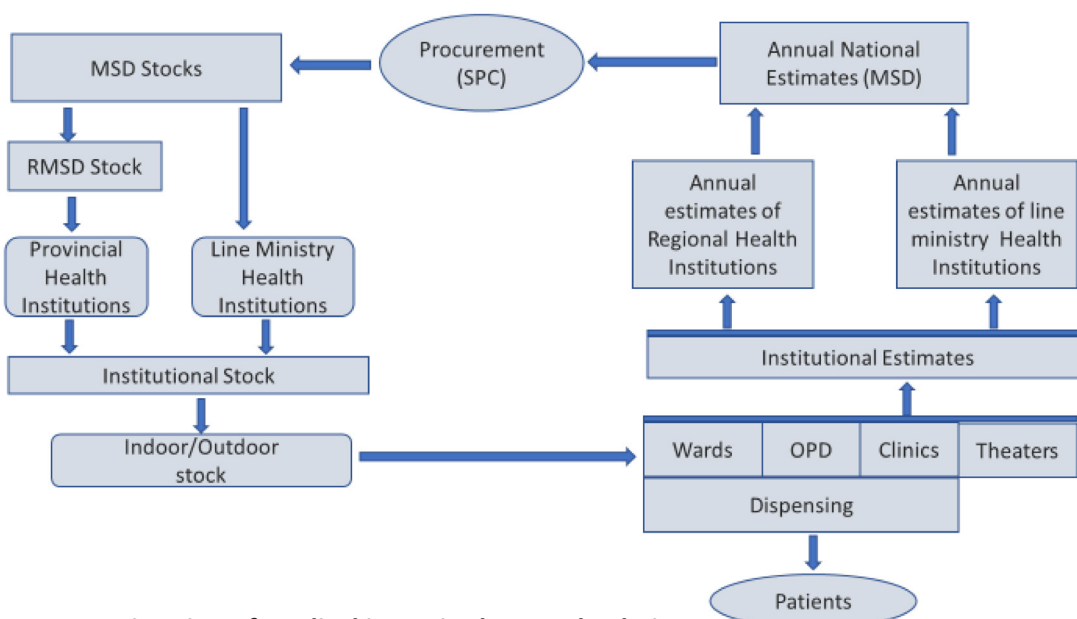 MSD Stocks
Procurement
(SPC)
Annual National
Estimates (MSD)
RMSD Stock
Annual
estimates of
Regional Health
Institutions
Annual
estimates of line
ministry Health
Institutions
Provincial
Health
Institutions
Line Ministry
Health
Institutions
Institutional Stock
Institutional Estimates
Indoor/Outdoor
stock
Wards
OPD
Clinics
Theaters
Dispensing
Patients